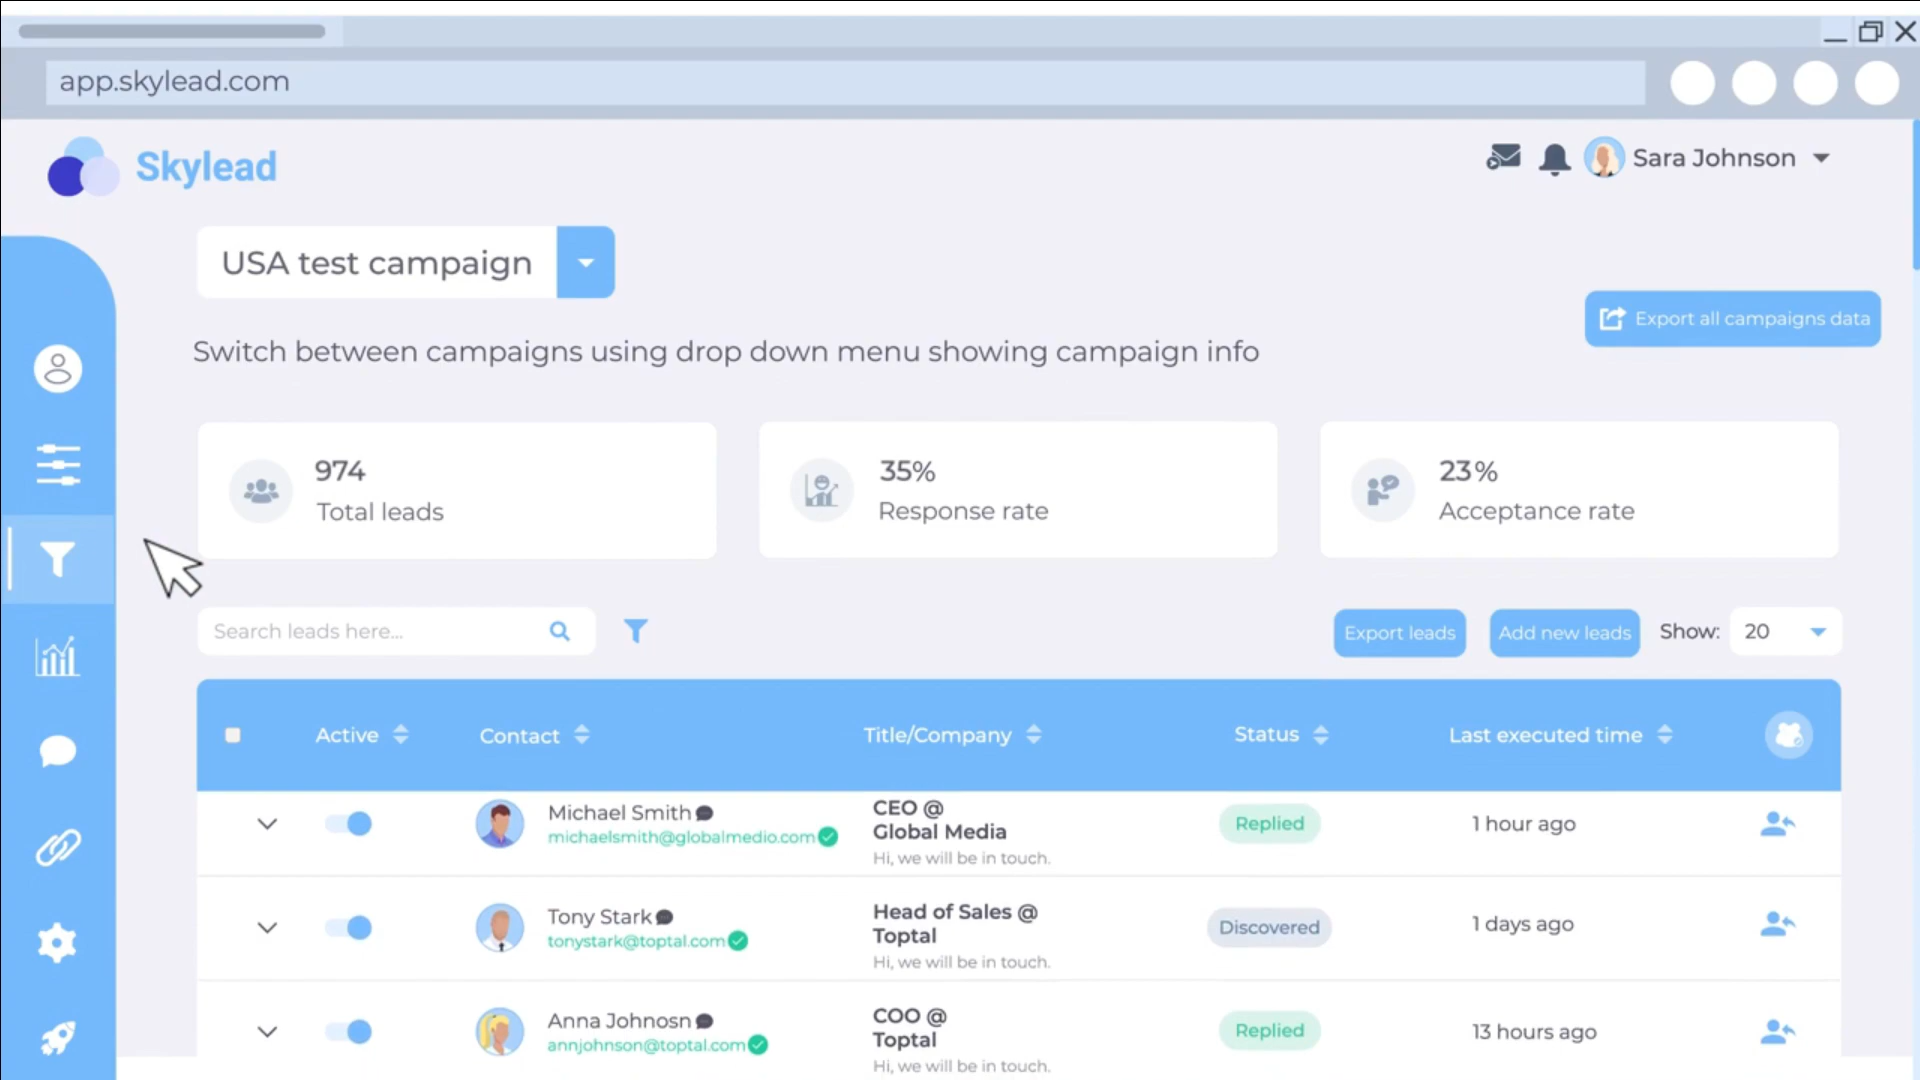 app.skylead.com
Skylead
Sara Johnson
USA test campaign
Export all campaigns data
Switch between campaigns using drop down menu showing campaign info
974
Total leads
35%
Response rate
23%
Acceptance rate
Search leads here...
Export leads
Add new leads
Show: 20
Active Contact Title/Company Status Last executed time
Michael Smith
michaelsmith@globalmedio.com
CEO @
Global Media
Hi, we will be in touch.
Replied
1 hour ago
Tony Stark
tonystark@toptal.com
Head of Sales @
Toptal
Hi, we will be in touch.
Discovered
1 days ago
Anna Johnosn
annjohnson@toptal.com
COO @
Toptal
Hi, we will be in touch.
Replied
13 hours ago